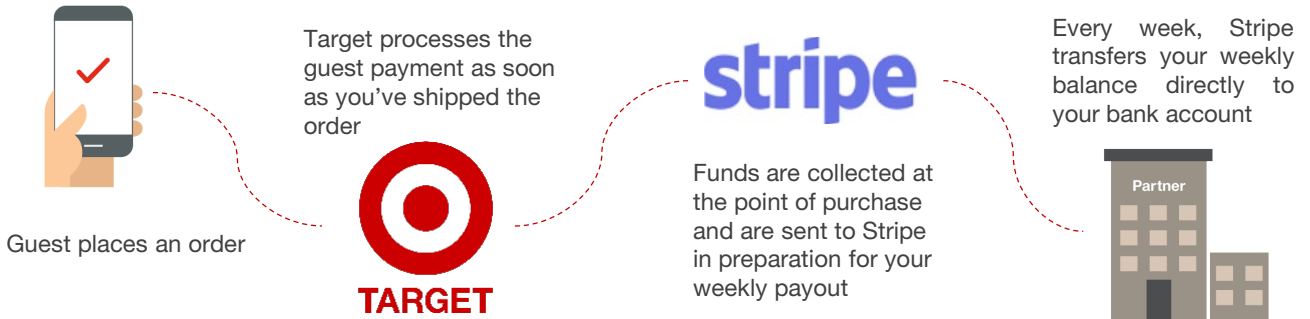 Guest places an order
Target processes the
guest payment as soon
as you’ve shipped the
order
TARGET
stripe
Funds are collected at
the point of purchase
and are sent to Stripe
in preparation for your
weekly payout
Every week, Stripe
transfers your weekly
balance directly to
your bank account
Partner